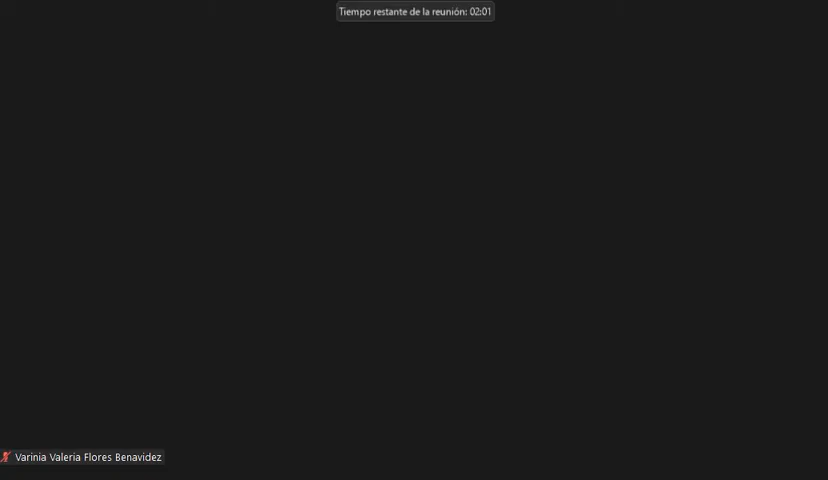 Tiempo restante de la reunión: 02:01
Varinia Valeria Flores Benavidez